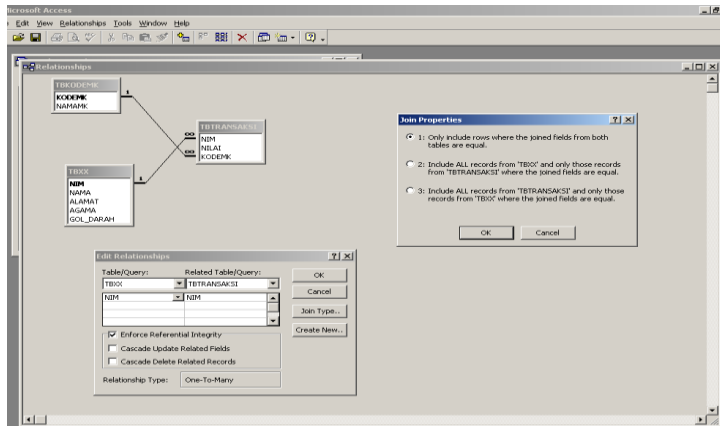 Microsoft Access
Edit View Relationships Tools Window Help
Relationships
TBKODEMK
KODEMK
NAMAMK
1
∞
∞
TBTRANSAKSI
NIM
NILAI
KODEMK
1
TBXX
NIM
NAMA
ALAMAT
AGAMA
GOL_DARAH
Join Properties
1: Only include rows where the joined fields from both
tables are equal.
2: Include ALL records from 'TBXX' and only those records
from 'TBTRANSAKSI' where the joined fields are equal.
3: Include ALL records from 'TBTRANSAKSI' and only those
records from 'TBXX' where the joined fields are equal.
OK Cancel
Edit Relationships
Table/Query: Related Table/Query:
TBXX TBTRANSAKSI
NIM NIM
OK
Cancel
Join Type..
Create New..
Enforce Referential Integrity
Cascade Update Related Fields
Cascade Delete Related Records
Relationship Type: One-To-Many